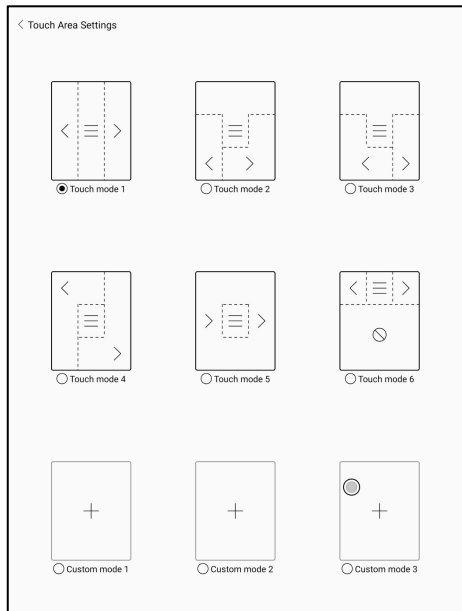 Touch Area Settings
Touch mode 1
Touch mode 2
Touch mode 3
Touch mode 4
Touch mode 5
Touch mode 6
Custom mode 1
Custom mode 2
Custom mode 3